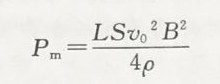 Pₘ = LSv₀²B² / 4ρ